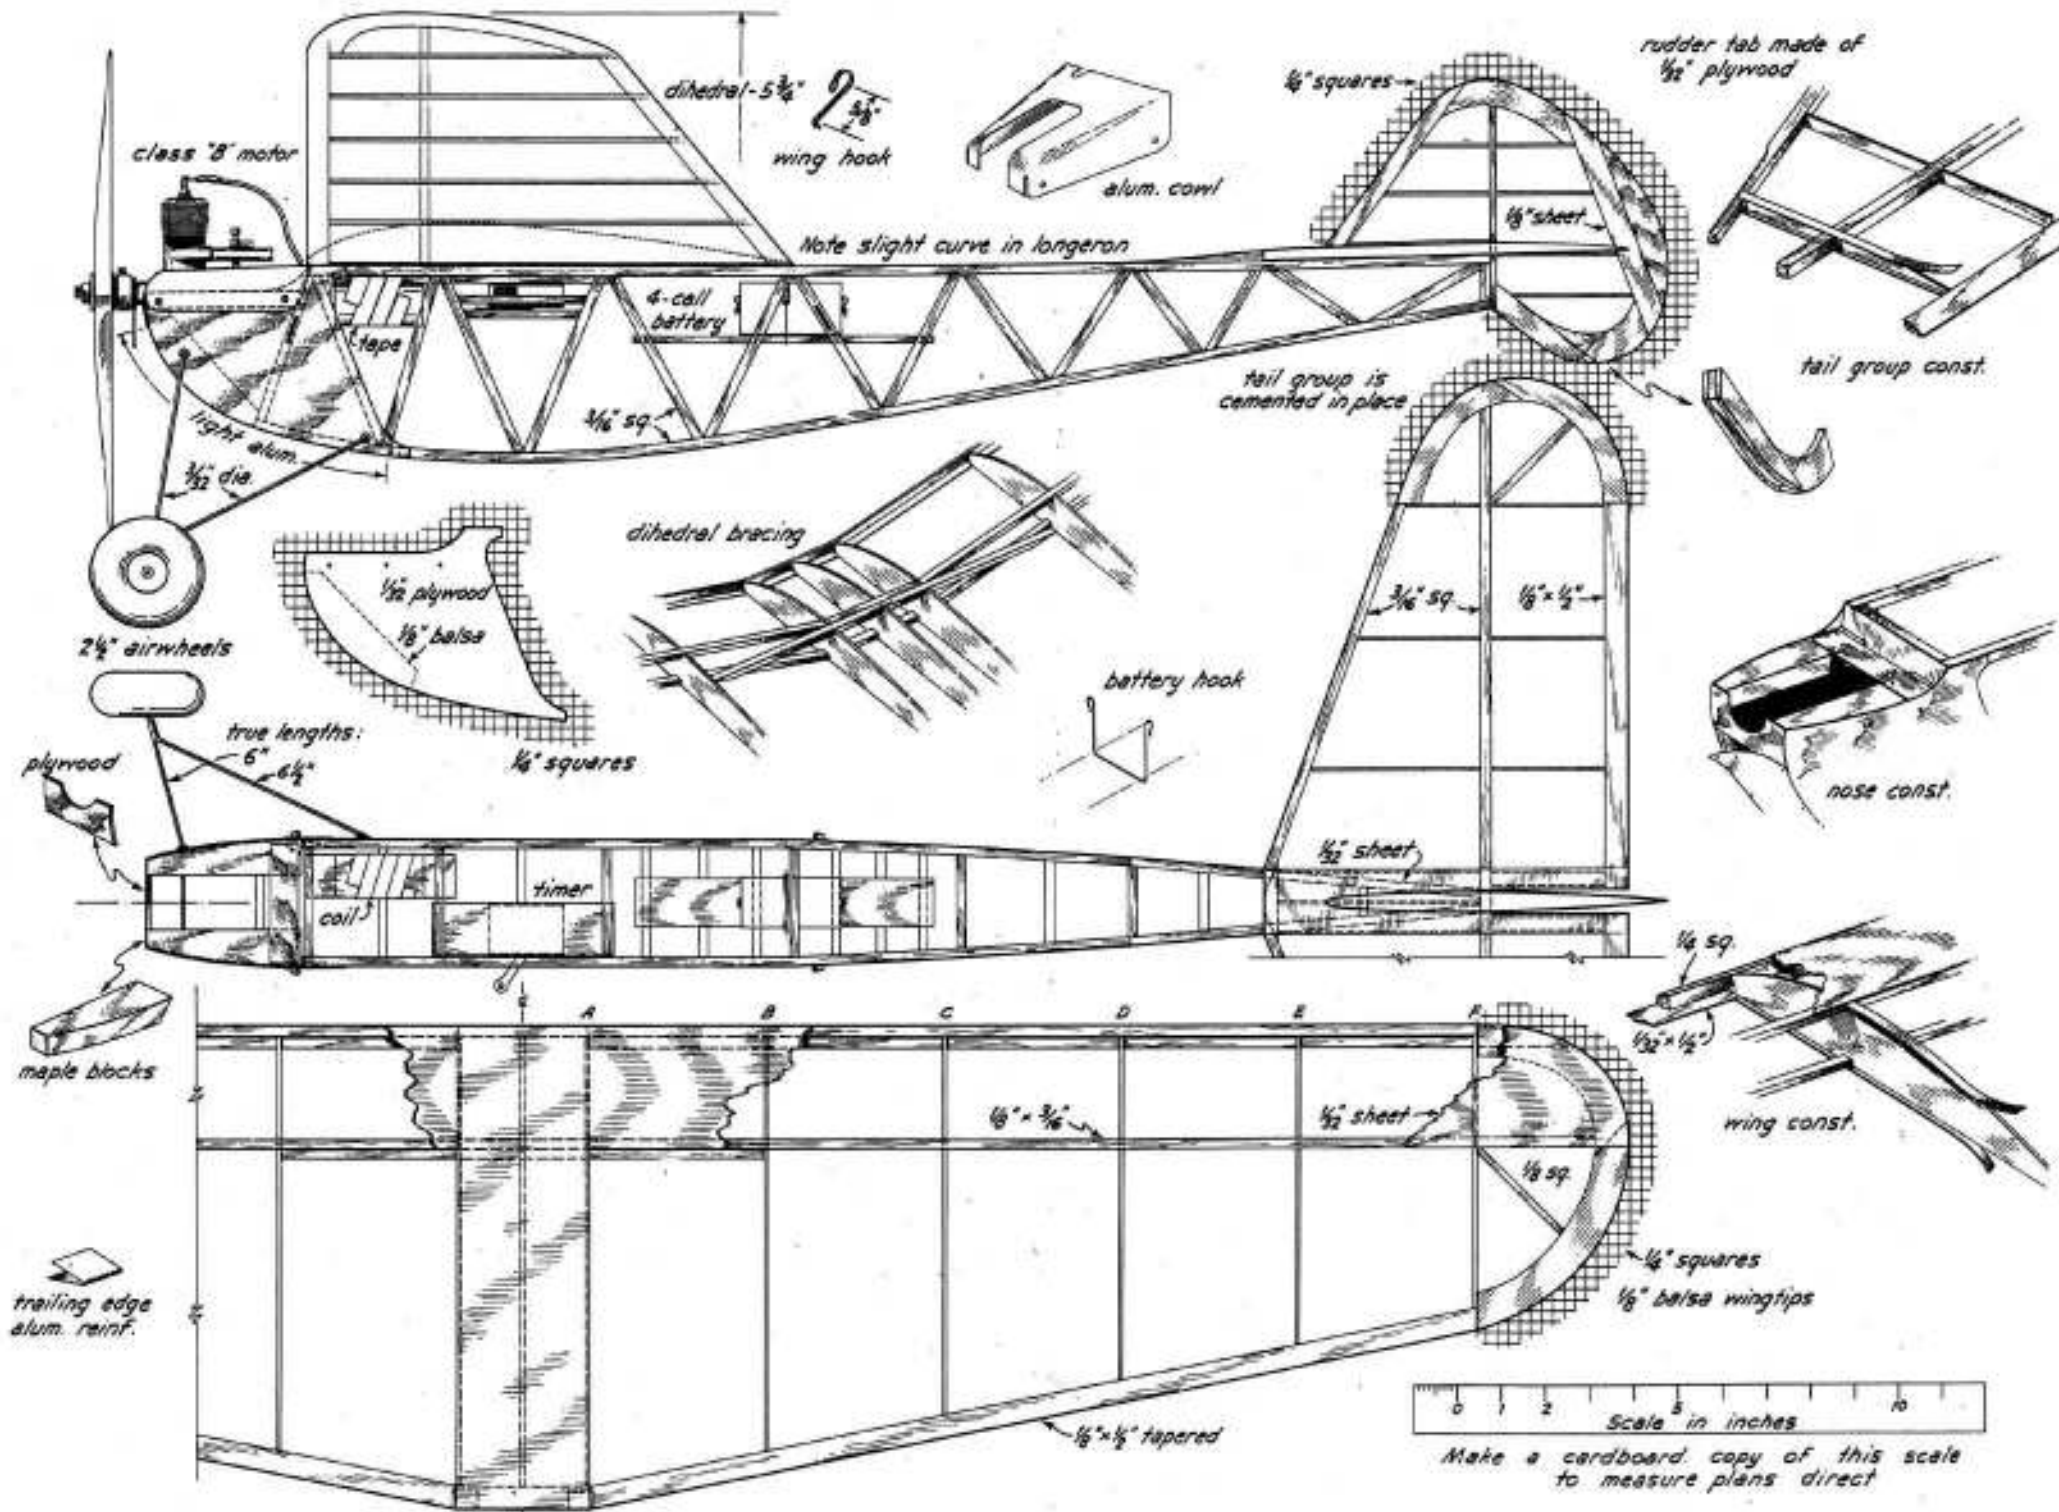 dihedral-5¾"
5/8"
wing hook
alum. cowl
class "B" motor
Note slight curve in longeron
4-cell
battery
tape
3/16" sq.
light alum.
3/32" dia.
2½" airwheels
¼" squares
⅛" sheet
rudder tab made of
1/32" plywood
tail group const.
tail group is
cemented in place
dihedral bracing
1/32 plywood
⅛" balsa
¼" squares
battery hook
3/16" sq.
⅛" x ½"
nose const.
true lengths:
6"
6½"
plywood
coil
timer
1/32" sheet
maple blocks
A B C D E F
⅛" x 3/16"
1/32" sheet
⅛ sq.
¼ sq.
1/32" x ½"
wing const.
trailing edge
alum. reinf.
¼" squares
⅛" balsa wingtips
⅛" x ½" tapered
0 1 2 5 10
Scale in inches
Make a cardboard copy of this scale
to measure plans direct